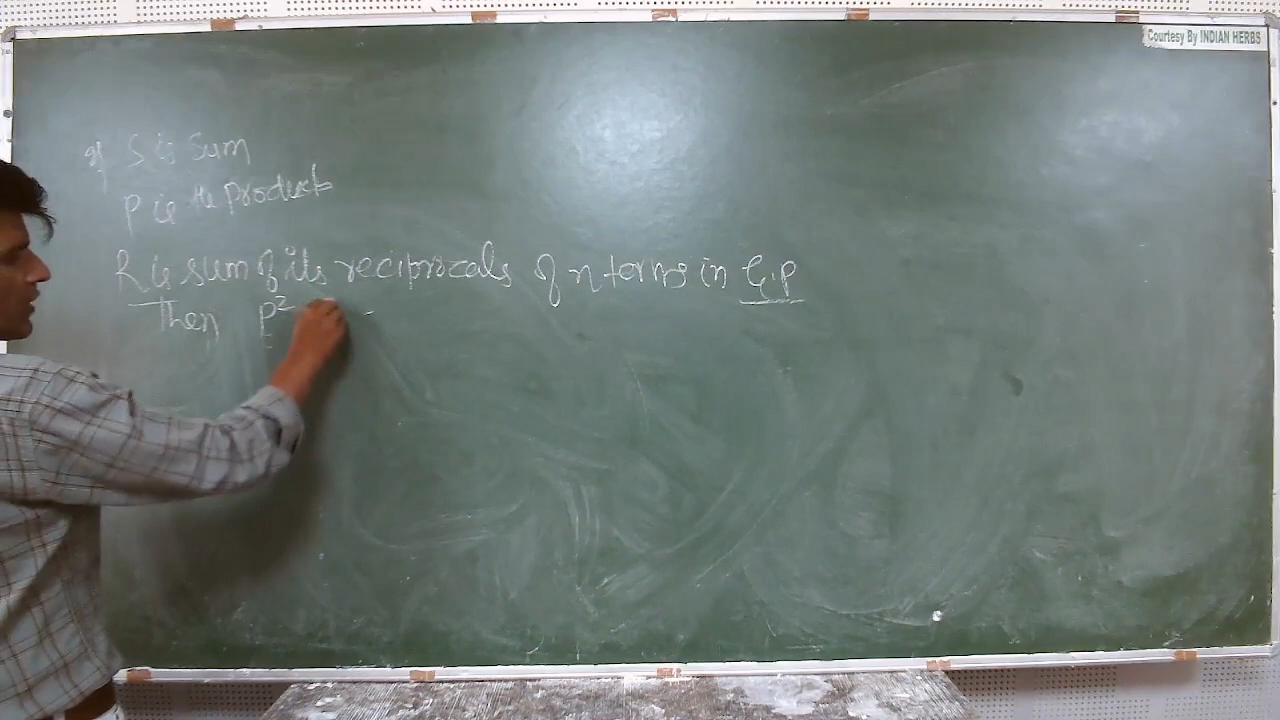 Courtesy By INDIAN HERBS
If S is Sum
P is the Product
R is sum of its reciprocals of n terms in G.P
Then P²